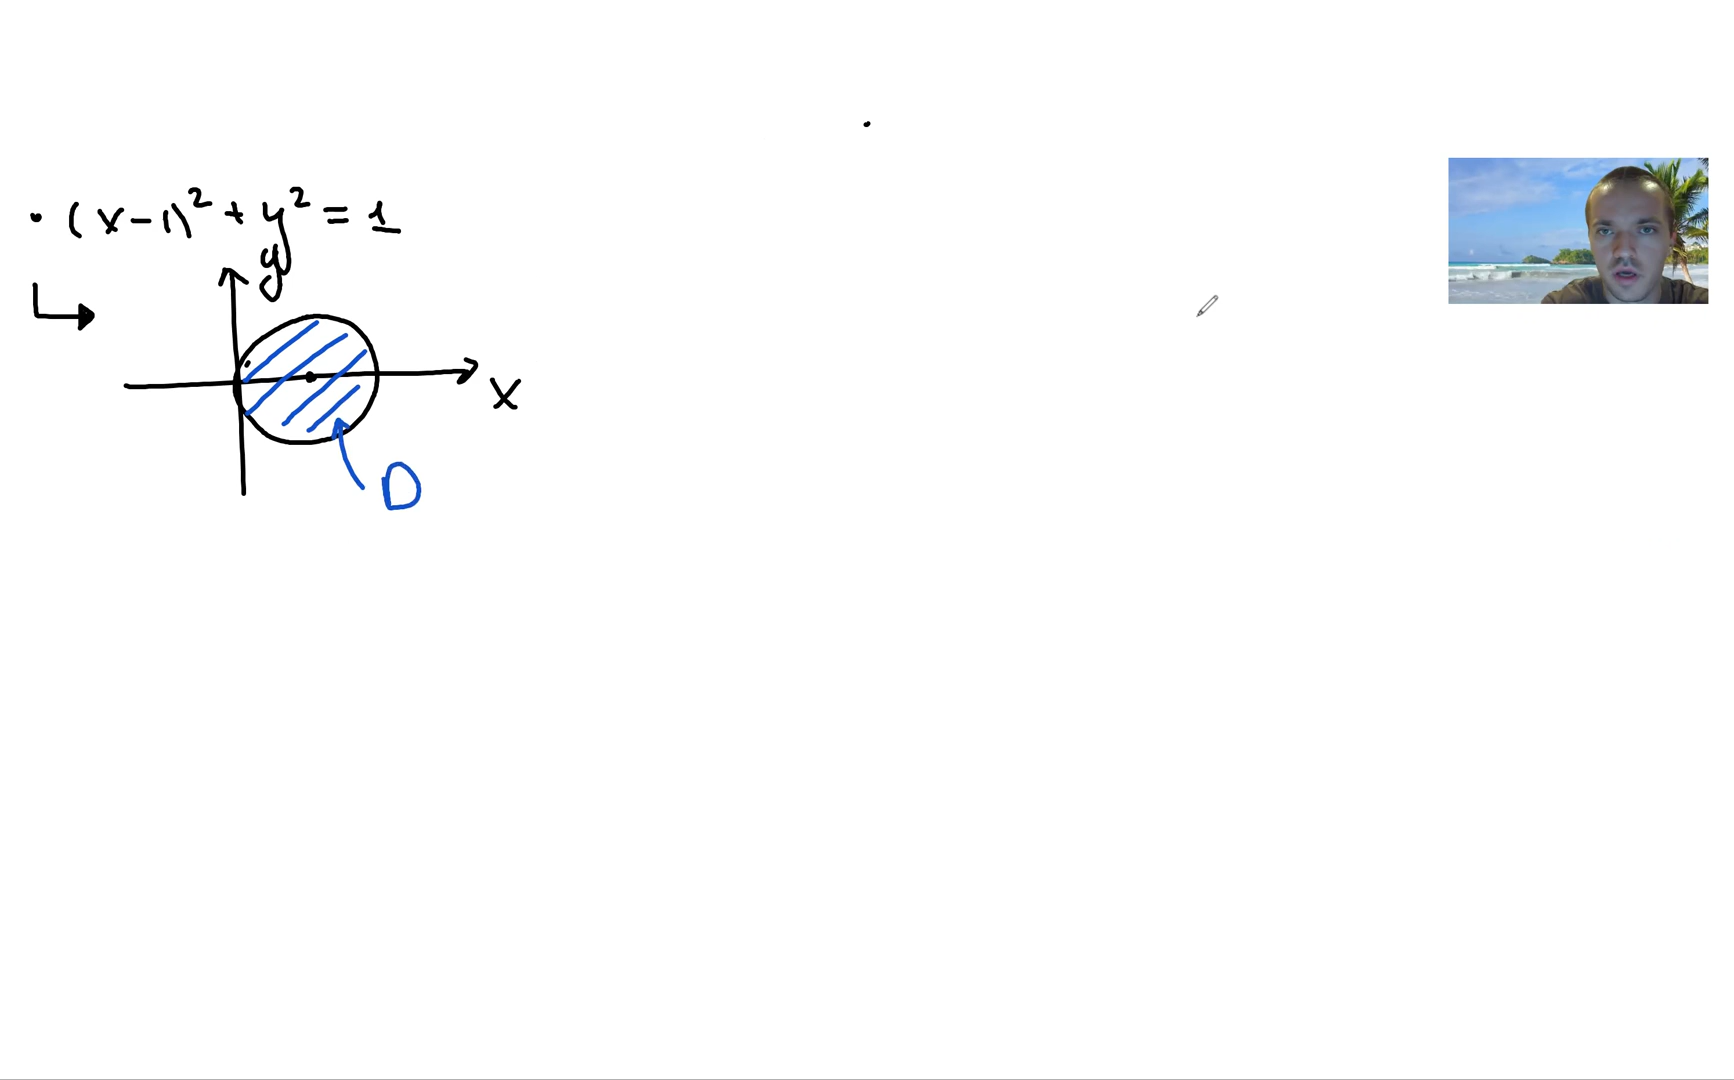 (x-1)² + y² = 1
y
x
D